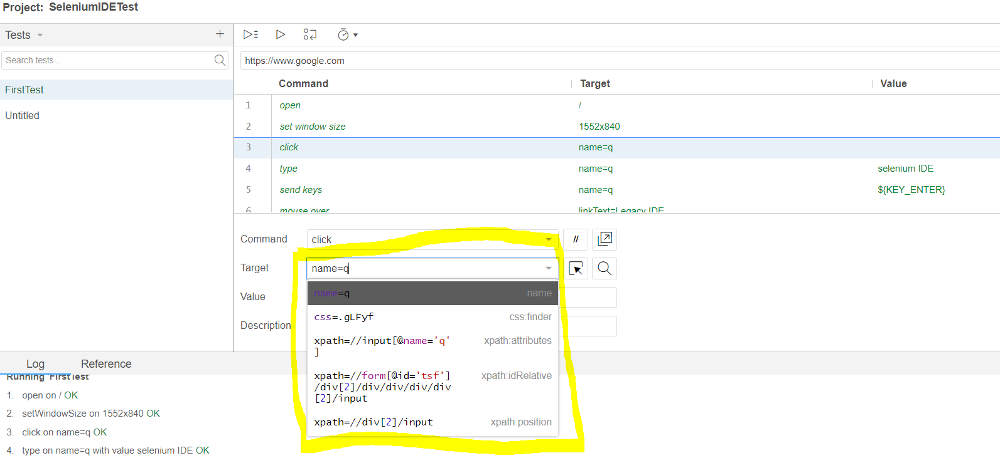 Project: SeleniumIDETest
Tests
Search tests...
FirstTest
Untitled
https://www.google.com
Command Target Value
1 open /
2 set window size 1552x840
3 click name=q
4 type name=q selenium IDE
5 send keys name=q ${KEY_ENTER}
6 mouse over linkText=Legacy IDE
Command click //
Target name=q
Value
Description
name=q name
css=.gLFyf css:finder
xpath=//input[@name='q' xpath:attributes
]
xpath=//form[@id='tsf'] xpath:idRelative
/div[2]/div/div/div/div
[2]/input
xpath=//div[2]/input xpath:position
Log Reference
Running 'FirstTest'
1. open on / OK
2. setWindowSize on 1552x840 OK
3. click on name=q OK
4. type on name=q with value selenium IDE OK